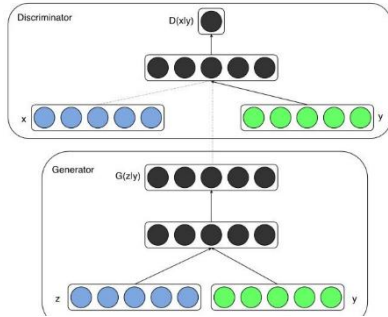 Discriminator
D(x|y)
x
y
Generator
G(z|y)
z
y